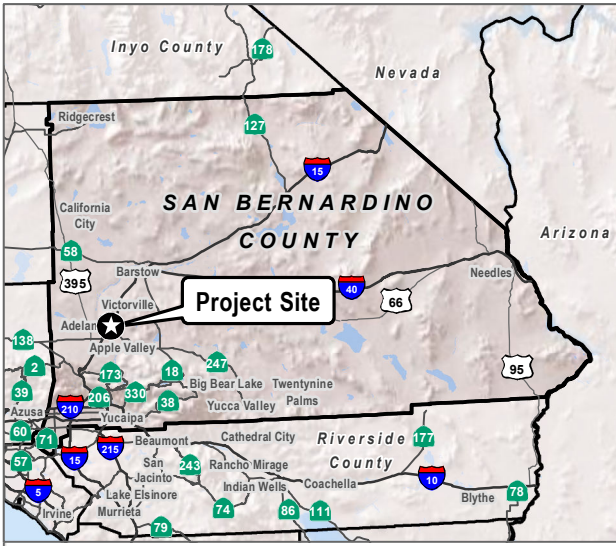 Inyo County
178
Nevada
Ridgecrest
127
15
SAN BERNARDINO
COUNTY
California
City
Arizona
58
Barstow
Needles
395
40
66
Victorville
Project Site
Adelan
138
Apple Valley
95
2
173
18
247
39
206
330
Big Bear Lake
Twentynine
Palms
Azusa
210
38
Yucca Valley
Yucaipa
60
71
215
Beaumont
Cathedral City
Riverside
County
177
57
15
San
Jacinto
243
Rancho Mirage
Indian Wells
Coachella
10
5
Lake Elsinore
Blythe
78
Irvine
Murrieta
74
86
111
79